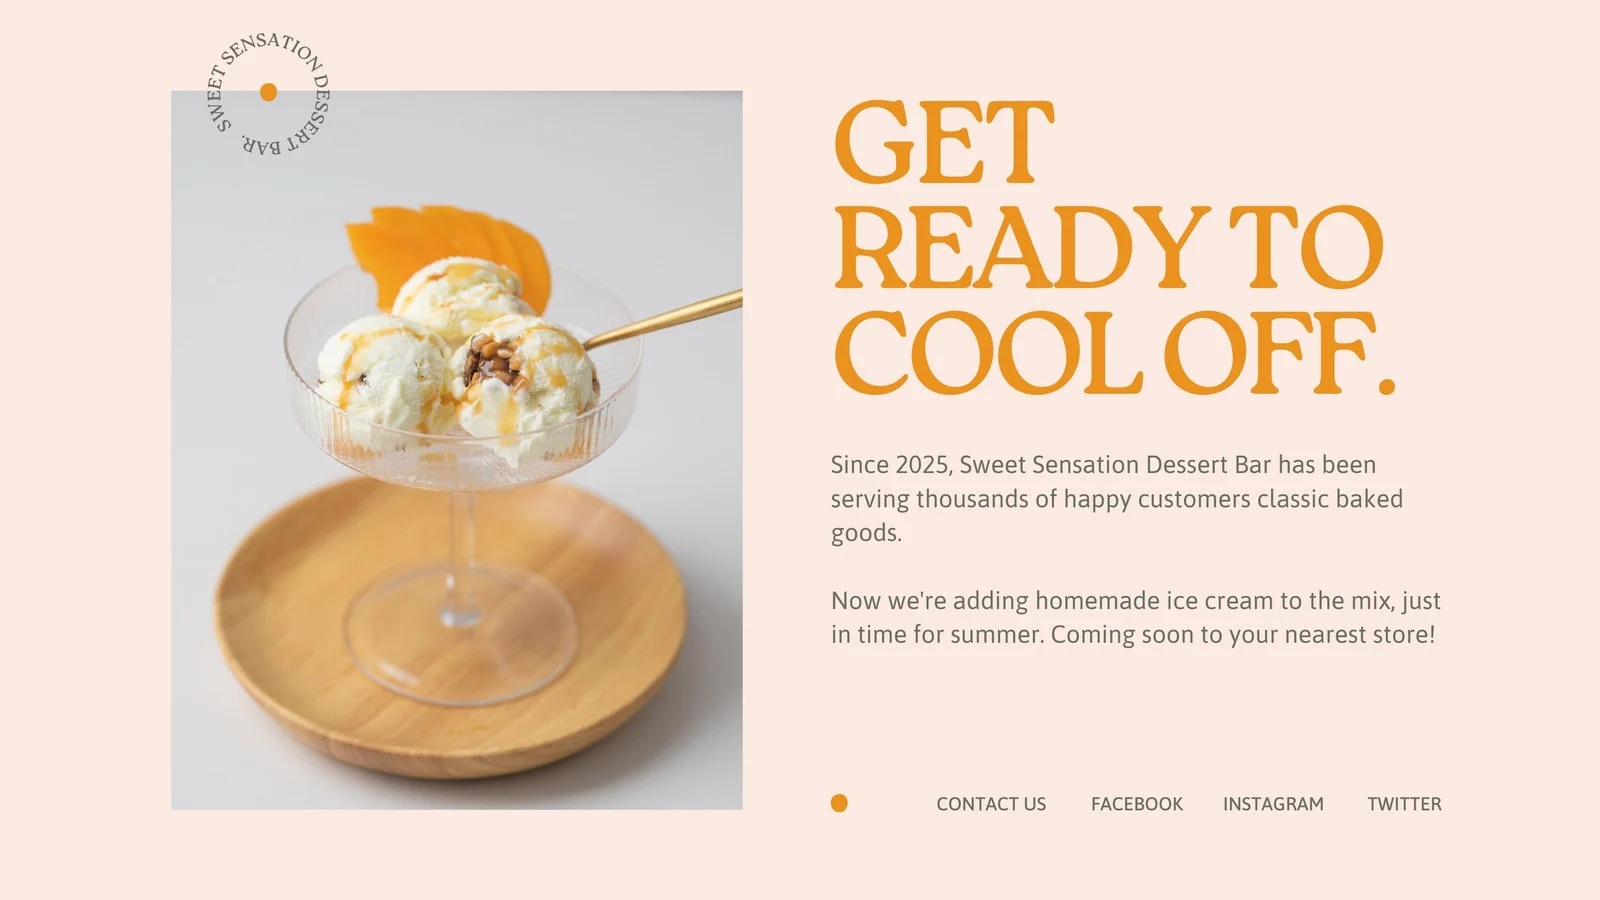 SWEET SENSATION DESSERT BAR.
GET
READY TO
COOL OFF.
Since 2025, Sweet Sensation Dessert Bar has been
serving thousands of happy customers classic baked
goods.
Now we're adding homemade ice cream to the mix, just
in time for summer. Coming soon to your nearest store!
CONTACT US FACEBOOK INSTAGRAM TWITTER